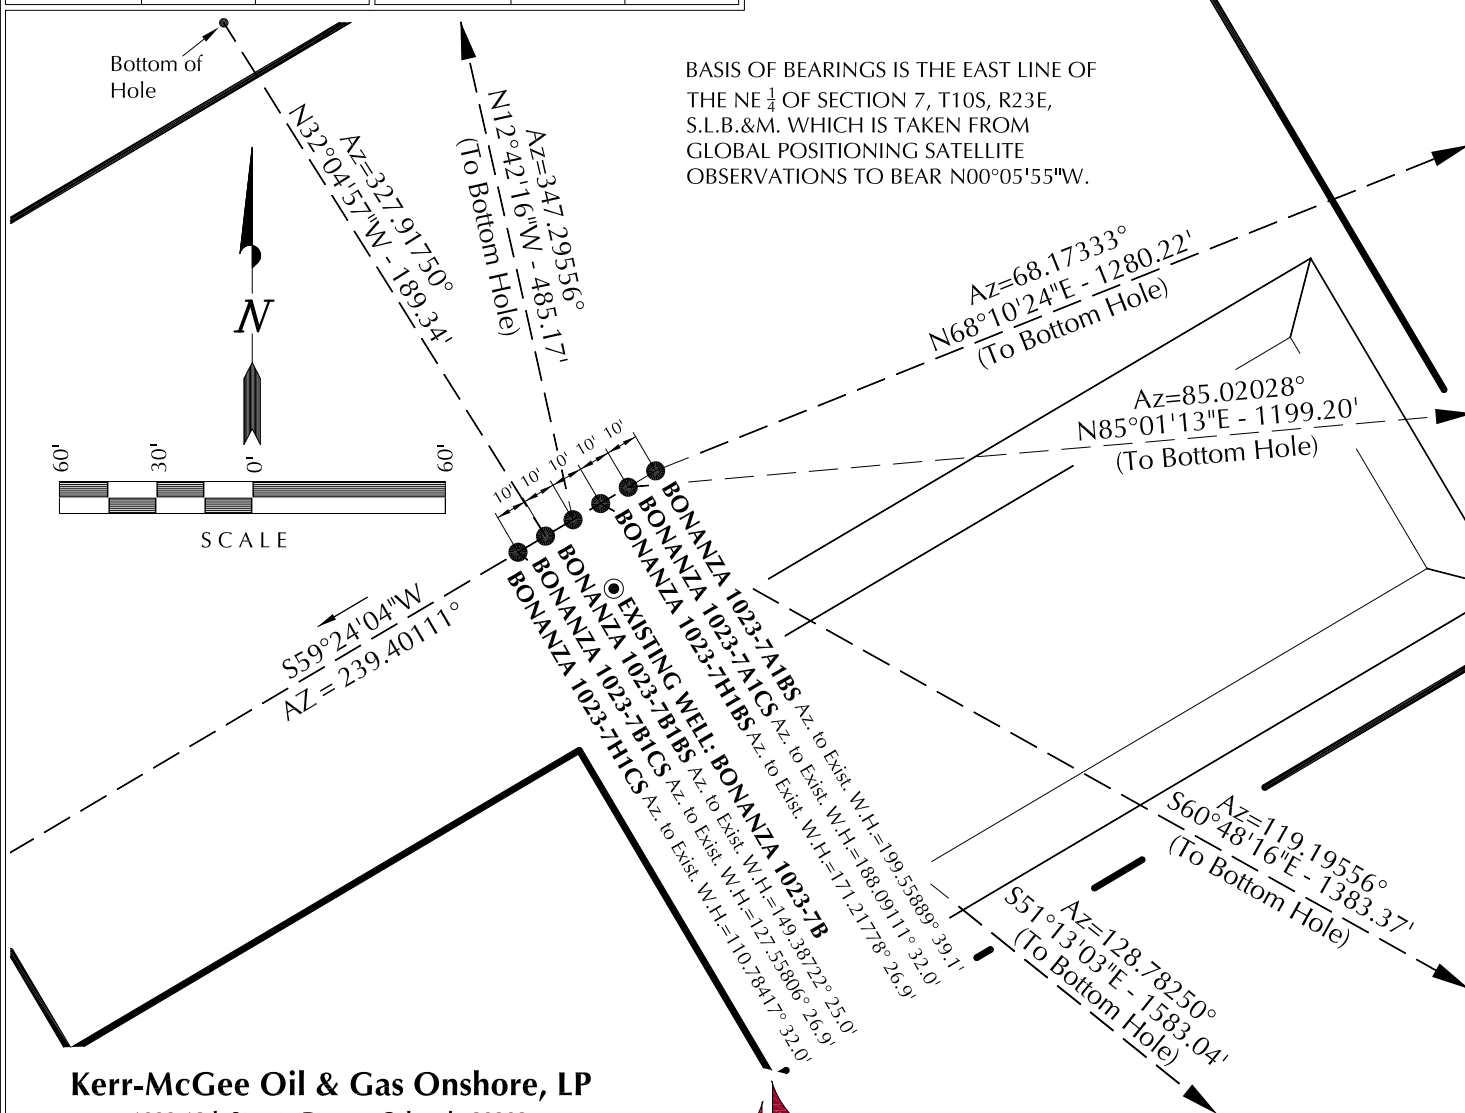 Bottom of
Hole
N32°04'57"W - 189.34'
Az=327.91750°
N12°42'16"W - 485.17'
Az=347.29556°
(To Bottom Hole)
BASIS OF BEARINGS IS THE EAST LINE OF
THE NE 1/4 OF SECTION 7, T10S, R23E,
S.L.B.&M. WHICH IS TAKEN FROM
GLOBAL POSITIONING SATELLITE
OBSERVATIONS TO BEAR N00°05'55"W.
Az=68.17333°
N68°10'24"E - 1280.22'
(To Bottom Hole)
Az=85.02028°
N85°01'13"E - 1199.20'
(To Bottom Hole)
N
60' 30' 0' 60'
SCALE
10' 10' 10' 10' 10'
S59°24'04"W
AZ = 239.40111°
BONANZA 1023-7A1BS Az. to Exist. W.H.=199.55889° 39.1'
BONANZA 1023-7A1CS Az. to Exist. W.H.=188.09111° 32.0'
BONANZA 1023-7H1BS Az. to Exist. W.H.=171.21778° 26.9'
EXISTING WELL: BONANZA 1023-7B
BONANZA 1023-7B1BS Az. to Exist. W.H.=149.38722° 25.0'
BONANZA 1023-7B1CS Az. to Exist. W.H.=127.55806° 26.9'
BONANZA 1023-7H1CS Az. to Exist. W.H.=110.78417° 32.0'
Az=119.19556°
S60°48'16"E - 1383.37'
(To Bottom Hole)
Az=128.78250°
S51°13'03"E - 1583.04'
(To Bottom Hole)
Kerr-McGee Oil & Gas Onshore, LP